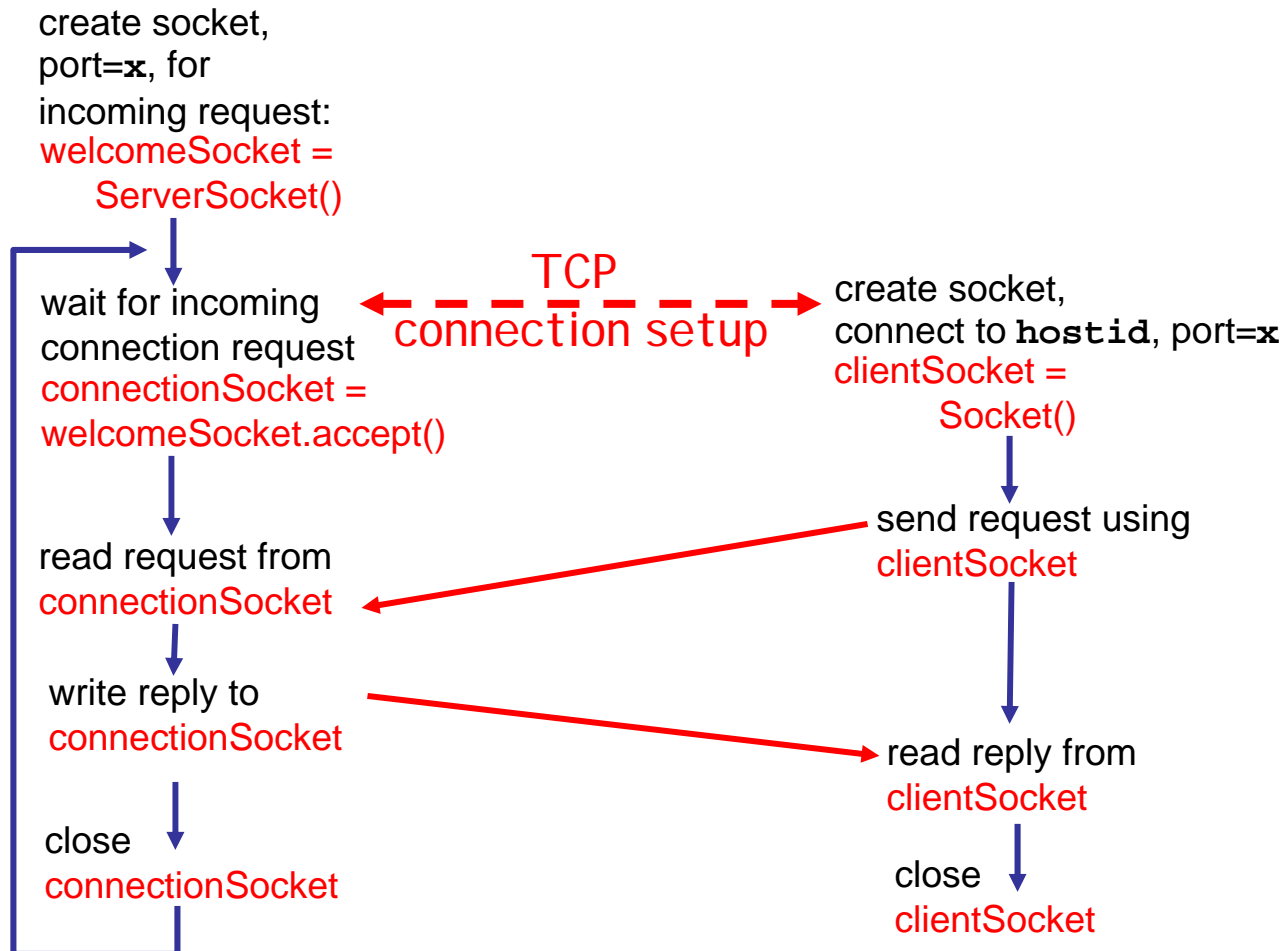 create socket,
port=x, for
incoming request:
welcomeSocket =
ServerSocket()
wait for incoming
connection request
connectionSocket =
welcomeSocket.accept()
TCP
connection setup
create socket,
connect to hostid, port=x
clientSocket =
Socket()
read request from
connectionSocket
send request using
clientSocket
write reply to
connectionSocket
read reply from
clientSocket
close
connectionSocket
close
clientSocket